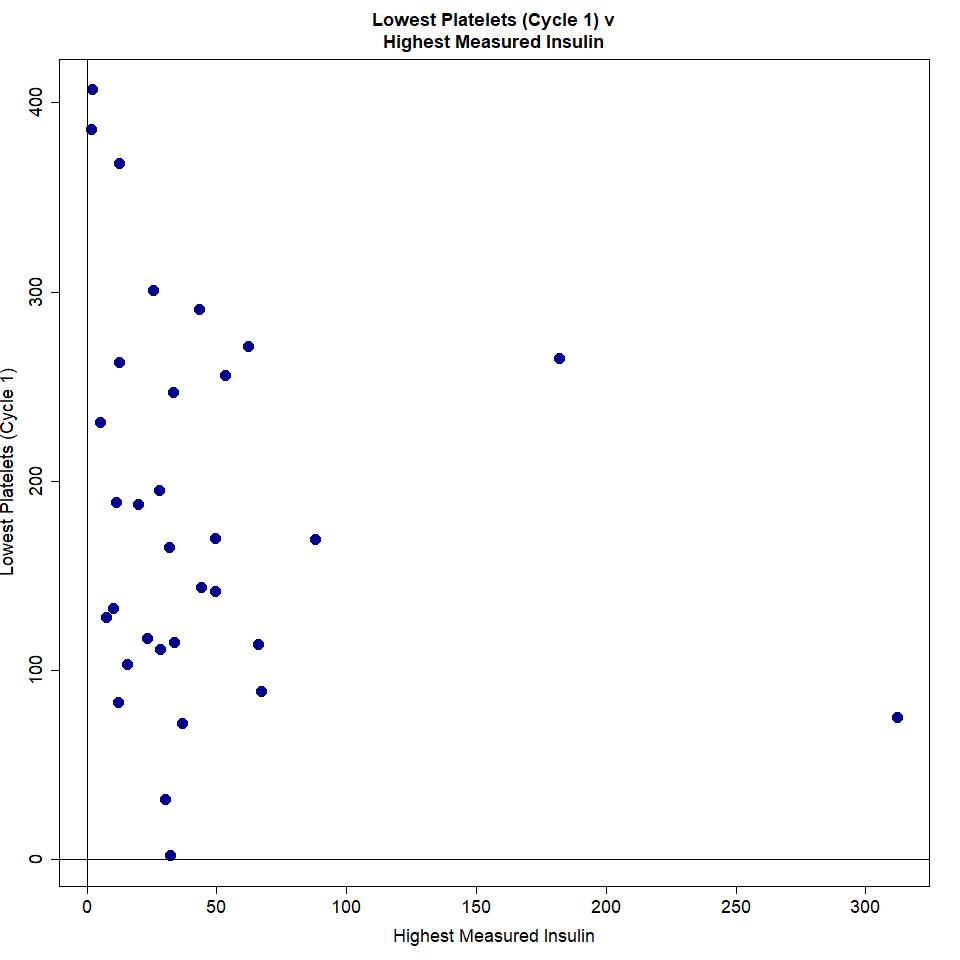 Lowest Platelets (Cycle 1) v
Highest Measured Insulin
Lowest Platelets (Cycle 1)
400
300
200
100
0
0 50 100 150 200 250 300
Highest Measured Insulin